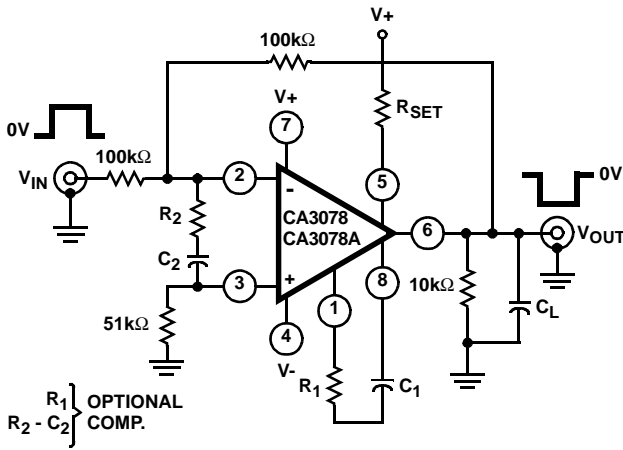 V+
100kΩ
R_SET
V+
0V
7
100kΩ
V_IN
2
5
0V
-
R_2
CA3078
CA3078A
6
V_OUT
C_2
3
+
8
10kΩ
C_L
1
51kΩ
4
V-
R_1
C_1
R_1
R_2 - C_2
} OPTIONAL
COMP.